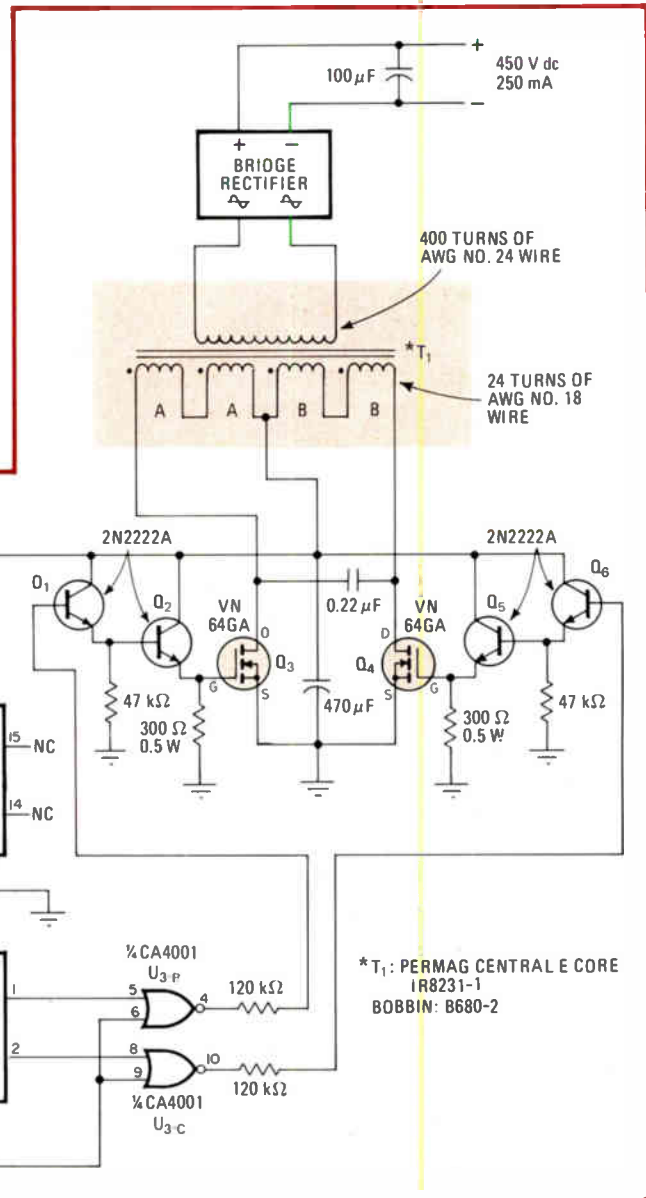 +
100 µF
450 V dc
250 mA
−
+ −
BRIDGE
RECTIFIER
400 TURNS OF
AWG NO. 24 WIRE
*T1
24 TURNS OF
AWG NO. 18
WIRE
A A B B
2N2222A
2N2222A
Q1
Q2
VN
64GA
0.22 µF
VN
64GA
Q5
Q6
D
Q3
G
S
D
Q4
G
S
47 kΩ
300 Ω
0.5 W
470 µF
300 Ω
0.5 W
47 kΩ
15 NC
14 NC
¼ CA4001
U3-B
1
5
6
4
120 kΩ
2
8
9
10
120 kΩ
¼ CA4001
U3-C
*T1: PERMAG CENTRAL E CORE
IR8231-1
BOBBIN: B680-2